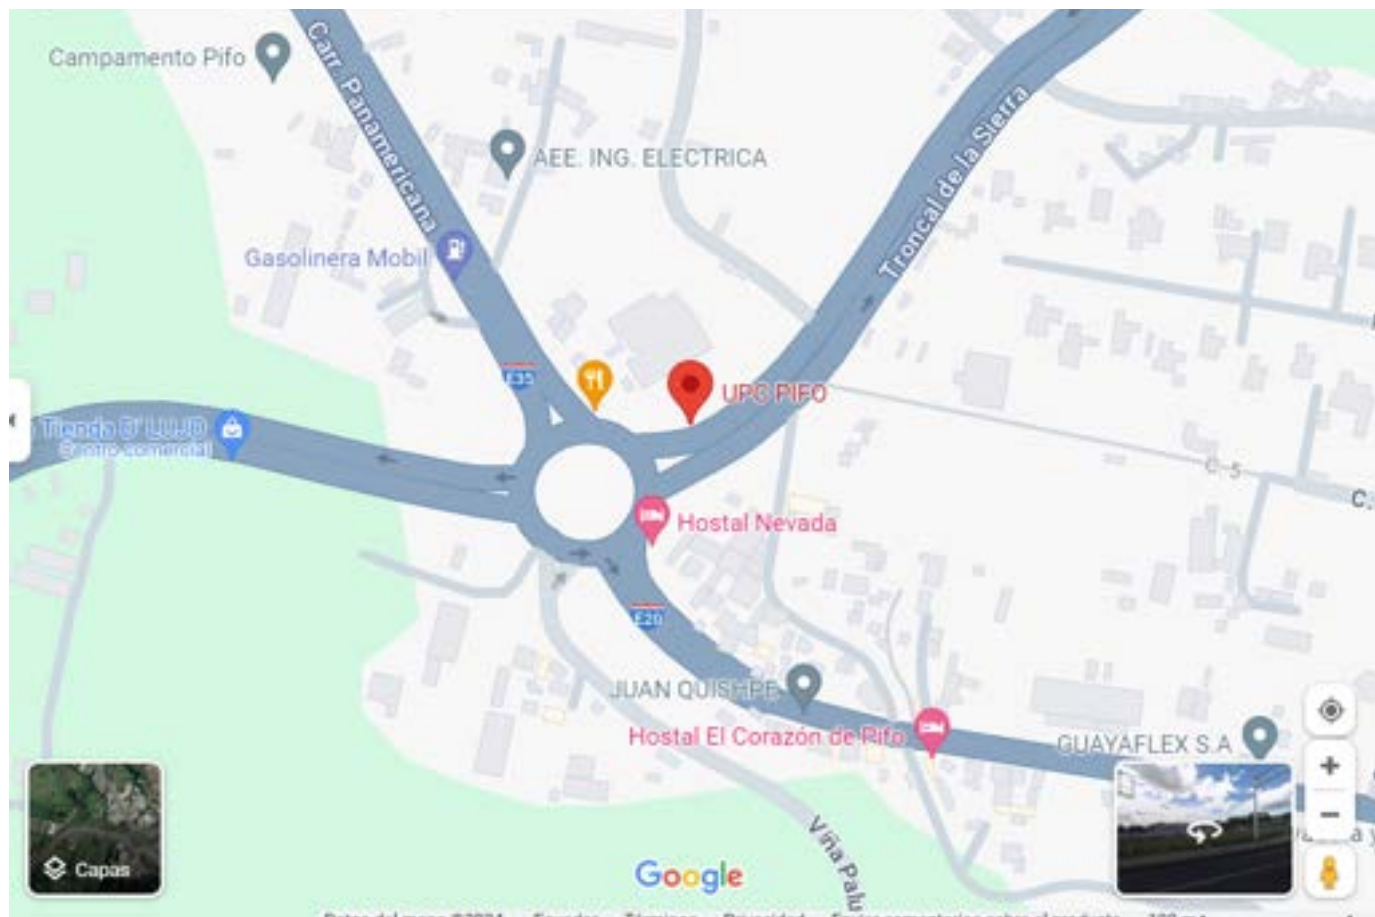 Campamento Pifo
Carr. Panamericana
AEE. ING. ELECTRICA
Troncal de la Sierra
Gasolinera Mobil
E35
UPC PIFO
Tienda D' LUJO
Centro comercial
C. 5
Hostal Nevada
E20
JUAN QUISHPE
Hostal El Corazón de Pifo
GUAYAFLEX S.A
Viña Palu
Capas
Google